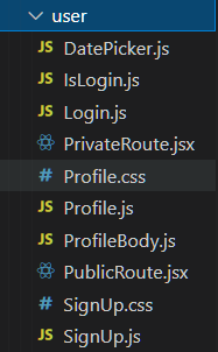 user
JS DatePicker.js
JS IsLogin.js
JS Login.js
PrivateRoute.jsx
# Profile.css
JS Profile.js
JS ProfileBody.js
PublicRoute.jsx
# SignUp.css
JS SignUp.js